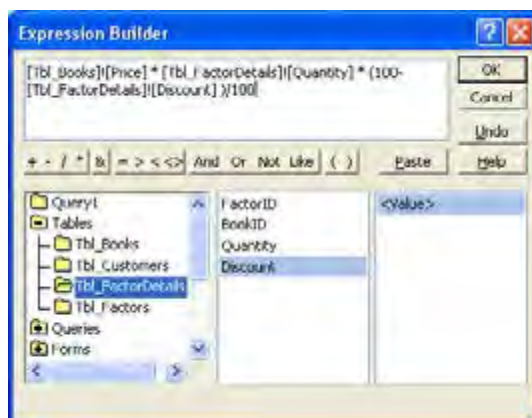 Expression Builder
[Tbl_Books]![Price] * [Tbl_FactorDetails]![Quantity] * (100-
[Tbl_FactorDetails]![Discount] )/100
OK
Cancel
Undo
Help
+ - / * & = > < <> And Or Not Like ( ) Paste
Query1
Tables
Tbl_Books
Tbl_Customers
Tbl_FactorDetails
Tbl_Factors
Queries
Forms
FactorID
BookID
Quantity
Discount
<Value>